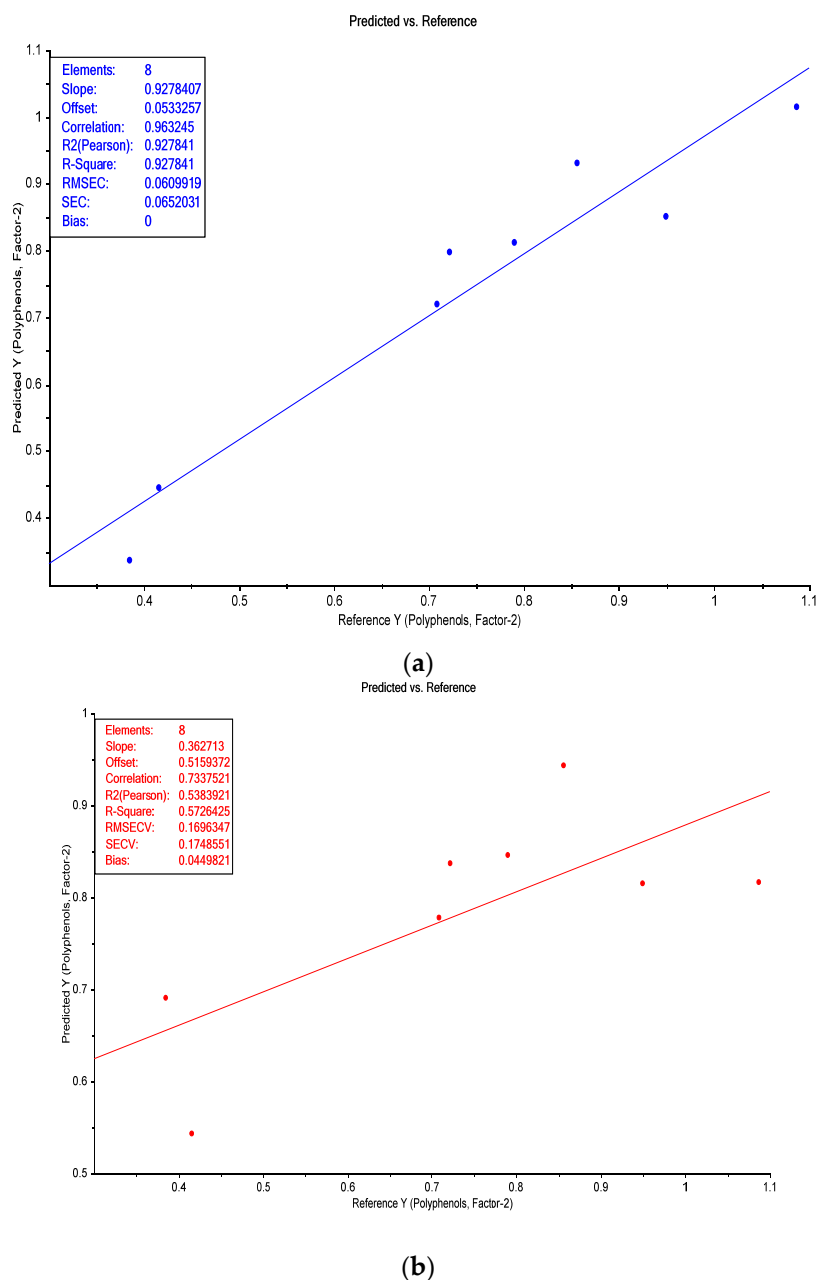 Predicted vs. Reference
1.1
1
0.9
0.8
0.7
0.6
0.5
0.4
Predicted Y (Polyphenols, Factor-2)
Elements: 8
Slope: 0.9278407
Offset: 0.0533257
Correlation: 0.963245
R2(Pearson): 0.927841
R-Square: 0.927841
RMSEC: 0.0609919
SEC: 0.0652031
Bias: 0
0.4 0.5 0.6 0.7 0.8 0.9 1 1.1
Reference Y (Polyphenols, Factor-2)
(a)
Predicted vs. Reference
1
0.9
0.8
0.7
0.6
0.5
Predicted Y (Polyphenols, Factor-2)
Elements: 8
Slope: 0.362713
Offset: 0.5159372
Correlation: 0.7337521
R2(Pearson): 0.5383921
R-Square: 0.5726425
RMSECV: 0.1696347
SECV: 0.1748551
Bias: 0.0449821
0.4 0.5 0.6 0.7 0.8 0.9 1 1.1
Reference Y (Polyphenols, Factor-2)
(b)